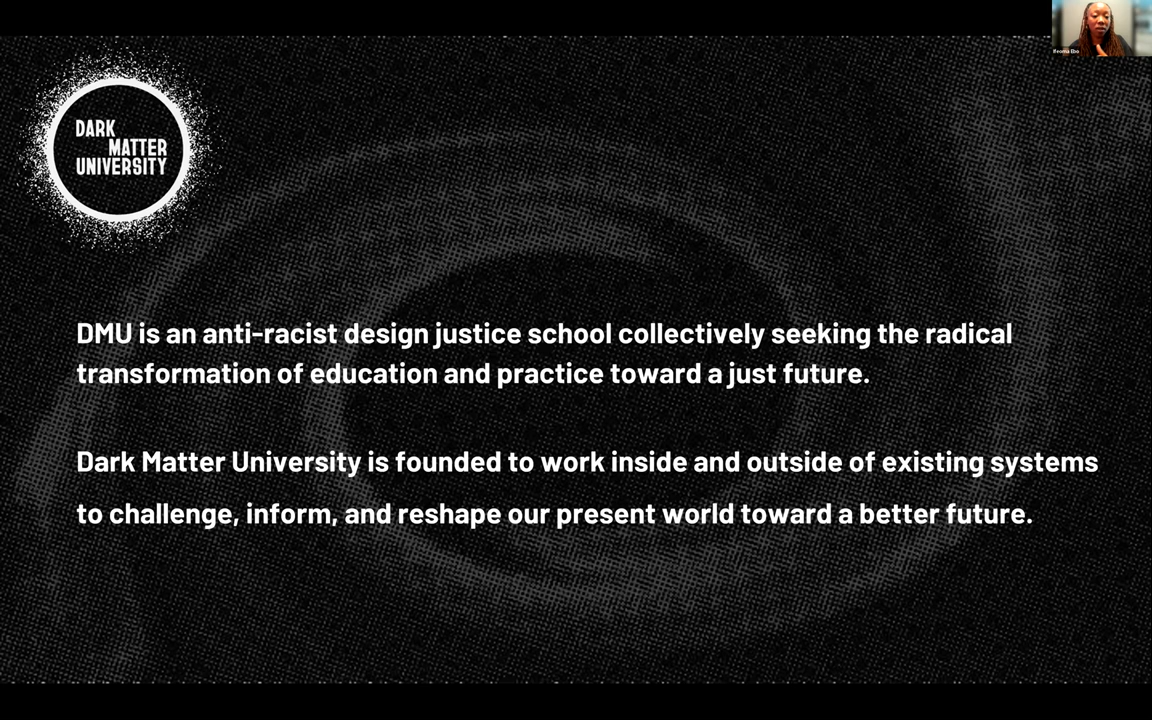 Ifeoma Ebo
DARK
MATTER
UNIVERSITY
DMU is an anti-racist design justice school collectively seeking the radical
transformation of education and practice toward a just future.
Dark Matter University is founded to work inside and outside of existing systems
to challenge, inform, and reshape our present world toward a better future.